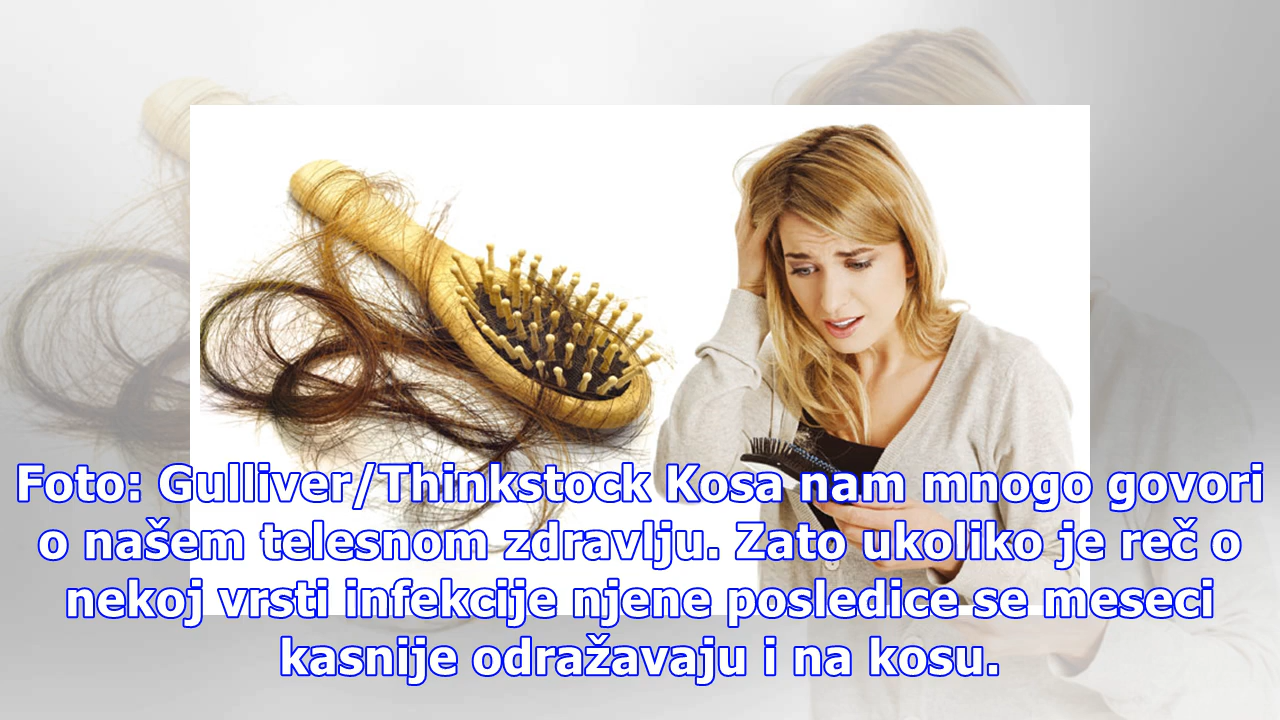 Foto: Gulliver/Thinkstock Kosa nam mnogo govori
o našem telesnom zdravlju. Zato ukoliko je reč o
nekoj vrsti infekcije njene posledice se meseci
kasnije odražavaju i na kosu.